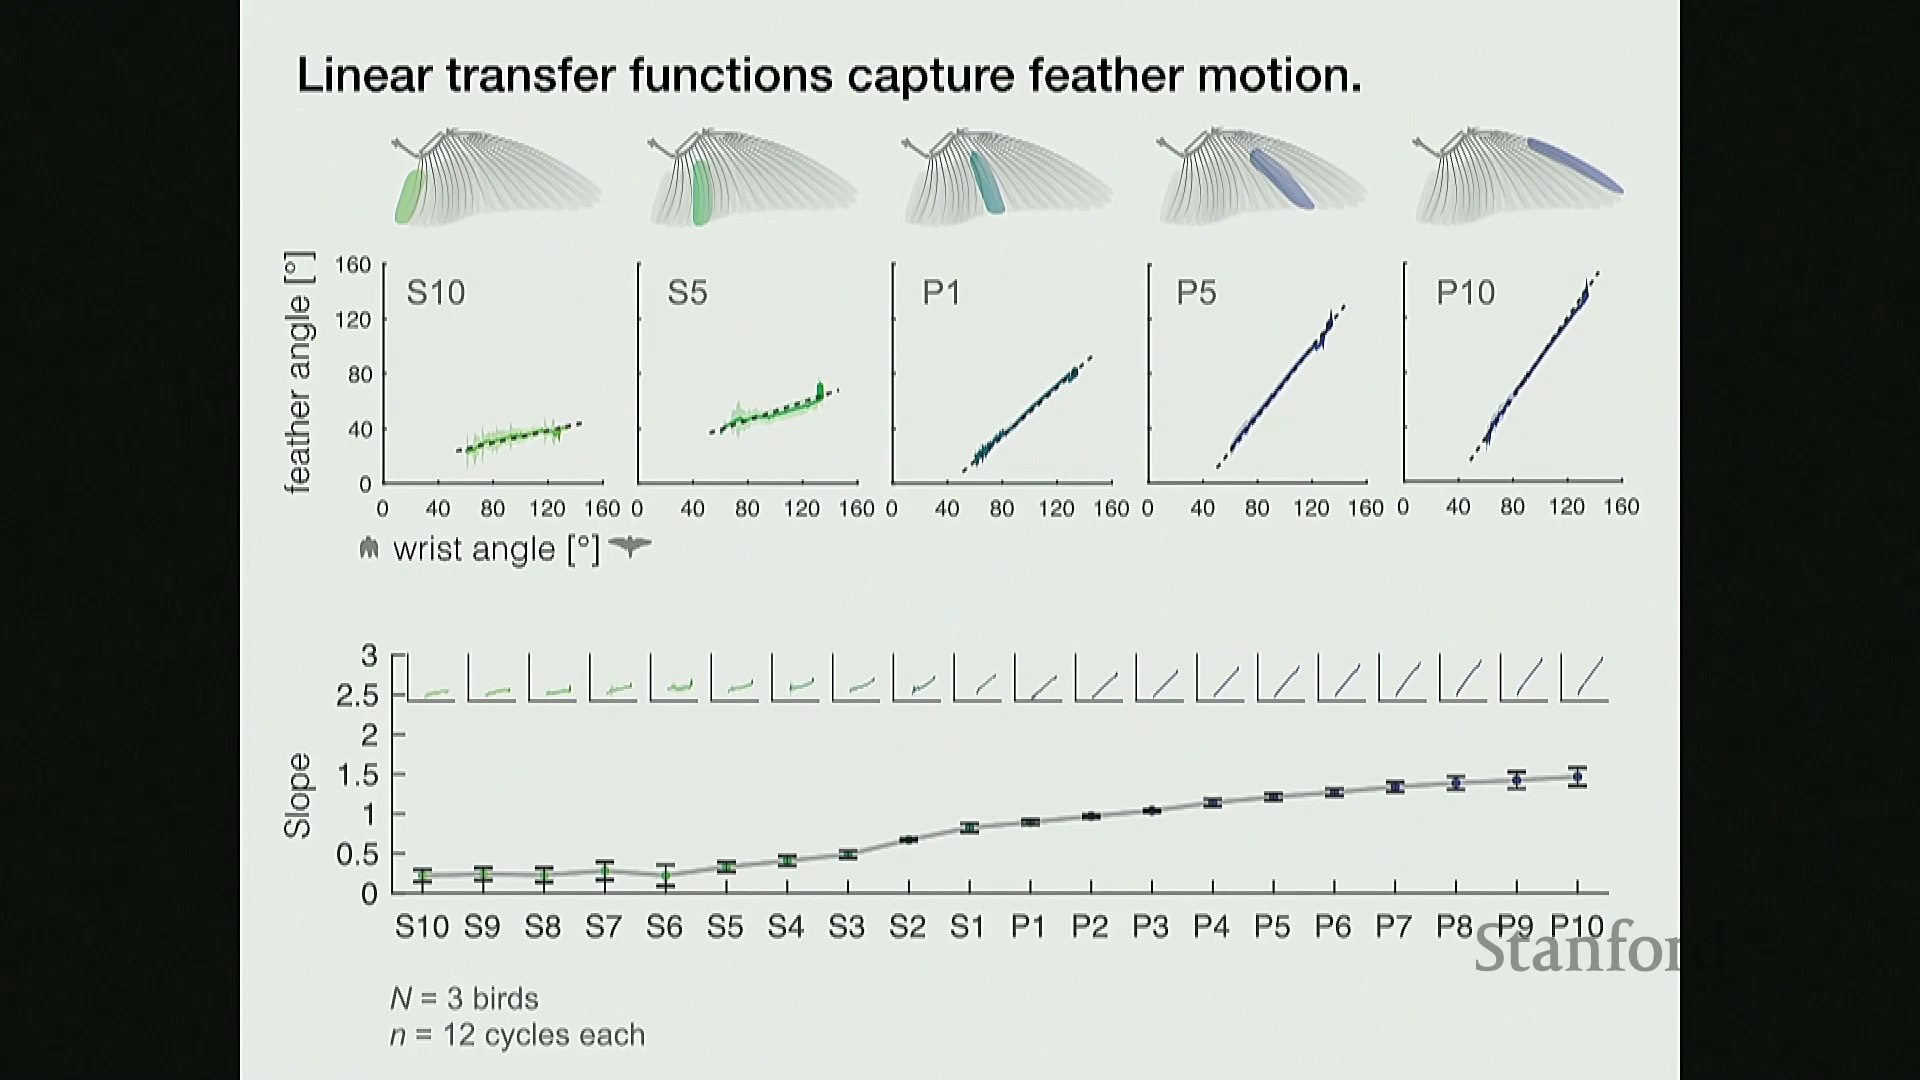 Linear transfer functions capture feather motion.
feather angle [°]
160
120
80
40
0
S10
S5
P1
P5
P10
0 40 80 120 160 0 40 80 120 160 0 40 80 120 160 0 40 80 120 160 0 40 80 120 160
wrist angle [°]
Slope
3
2.5
2
1.5
1
0.5
0
S10 S9 S8 S7 S6 S5 S4 S3 S2 S1 P1 P2 P3 P4 P5 P6 P7 P8 P9 P10
Stanford
N = 3 birds
n = 12 cycles each